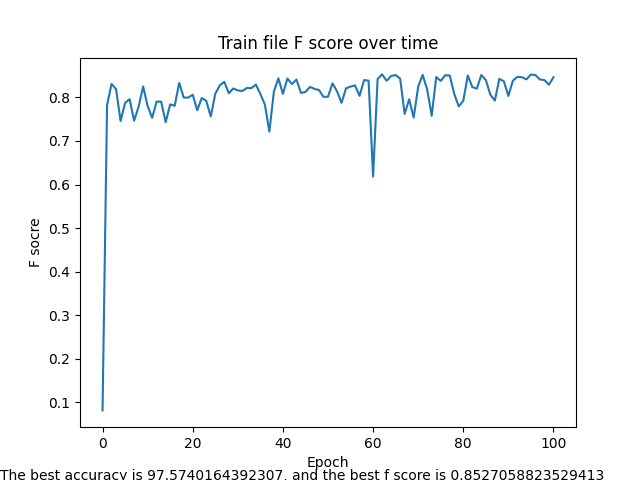 Train file F score over time
0.8
0.7
0.6
0.5
0.4
0.3
0.2
0.1
F socre
0 20 40 60 80 100
Epoch
The best accuracy is 97.5740164392307, and the best f score is 0.8527058823529413